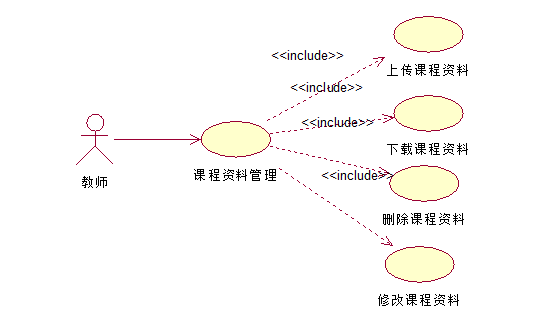 <<include>>
上传课程资料
<<include>>
<<include>>
下载课程资料
教师
课程资料管理
<<include>>
删除课程资料
修改课程资料